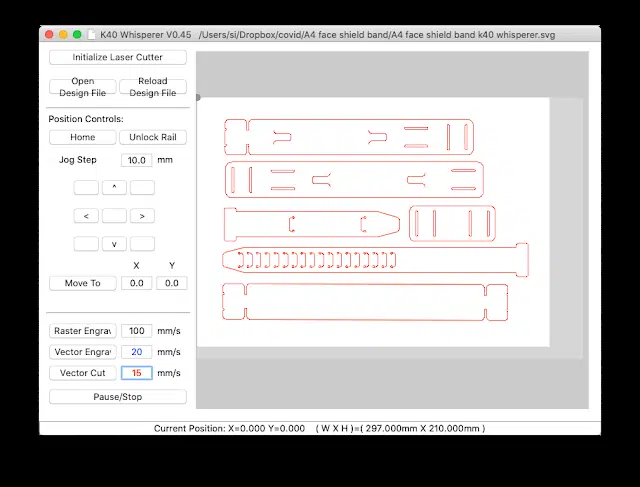 K40 Whisperer V0.45 /Users/si/Dropbox/covid/A4 face shield band/A4 face shield band k40 whisperer.svg
Initialize Laser Cutter
Open Design File
Reload Design File
Position Controls:
Home Unlock Rail
Jog Step 10.0 mm
^
< >
v
X Y
Move To 0.0 0.0
Raster Engrav 100 mm/s
Vector Engrav 20 mm/s
Vector Cut 15 mm/s
Pause/Stop
Current Position: X=0.000 Y=0.000 ( W X H )=( 297.000mm X 210.000mm )